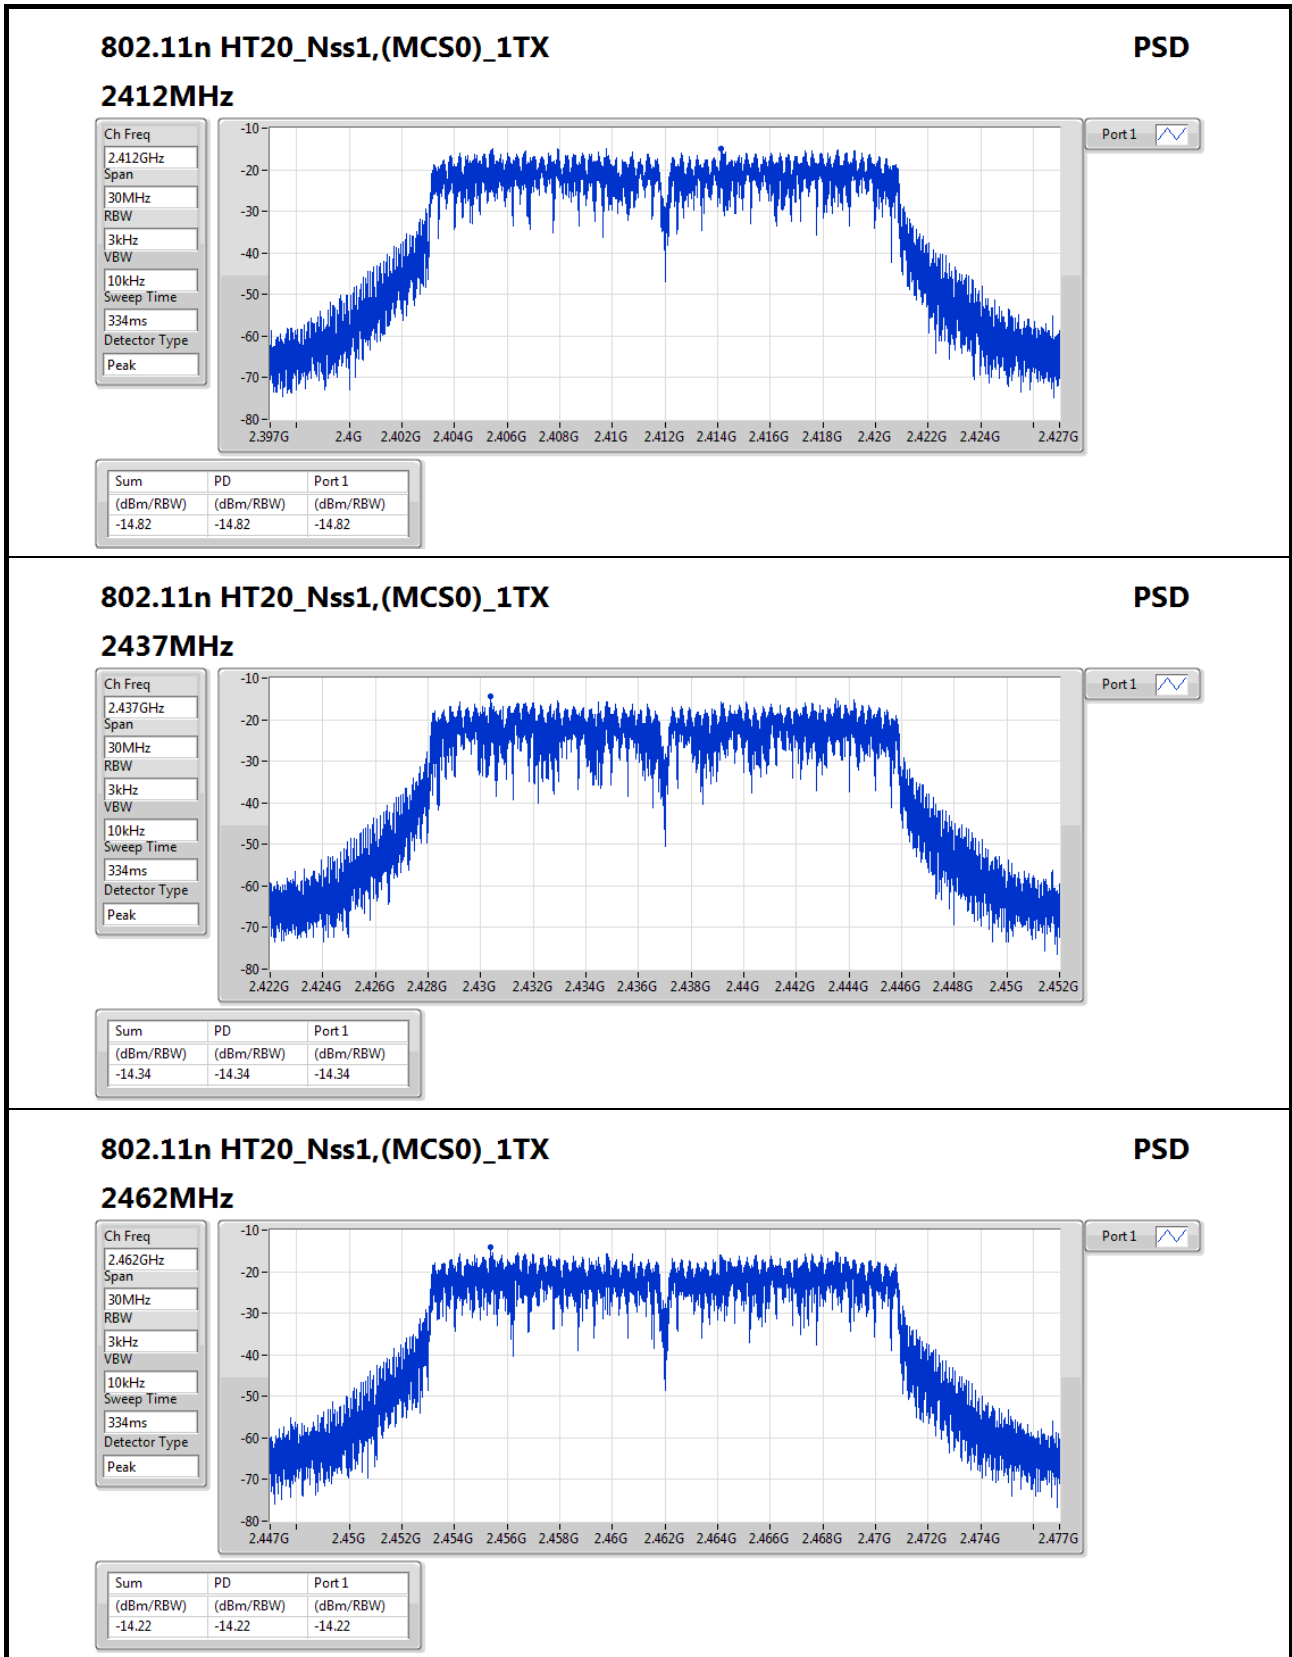 802.11n HT20_Nss1,(MCS0)_1TX PSD
2412MHz
Ch Freq
2.412GHz
Span
30MHz
RBW
3kHz
VBW
10kHz
Sweep Time
334ms
Detector Type
Peak
-10
-20
-30
-40
-50
-60
-70
-80
2.397G 2.4G 2.402G 2.404G 2.406G 2.408G 2.41G 2.412G 2.414G 2.416G 2.418G 2.42G 2.422G 2.424G 2.427G
Port 1
Sum PD Port 1
(dBm/RBW) (dBm/RBW) (dBm/RBW)
-14.82 -14.82 -14.82
802.11n HT20_Nss1,(MCS0)_1TX PSD
2437MHz
Ch Freq
2.437GHz
Span
30MHz
RBW
3kHz
VBW
10kHz
Sweep Time
334ms
Detector Type
Peak
-10
-20
-30
-40
-50
-60
-70
-80
2.422G 2.424G 2.426G 2.428G 2.43G 2.432G 2.434G 2.436G 2.438G 2.44G 2.442G 2.444G 2.446G 2.448G 2.45G 2.452G
Port 1
Sum PD Port 1
(dBm/RBW) (dBm/RBW) (dBm/RBW)
-14.34 -14.34 -14.34
802.11n HT20_Nss1,(MCS0)_1TX PSD
2462MHz
Ch Freq
2.462GHz
Span
30MHz
RBW
3kHz
VBW
10kHz
Sweep Time
334ms
Detector Type
Peak
-10
-20
-30
-40
-50
-60
-70
-80
2.447G 2.45G 2.452G 2.454G 2.456G 2.458G 2.46G 2.462G 2.464G 2.466G 2.468G 2.47G 2.472G 2.474G 2.477G
Port 1
Sum PD Port 1
(dBm/RBW) (dBm/RBW) (dBm/RBW)
-14.22 -14.22 -14.22